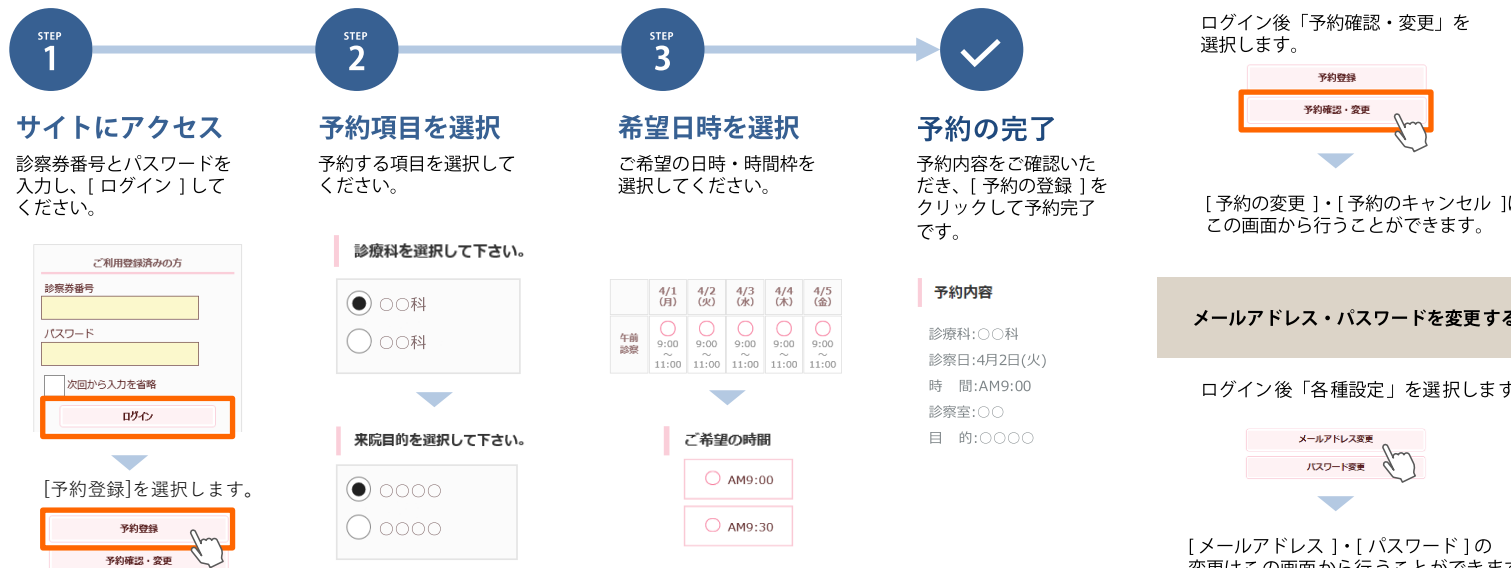 STEP
1
サイトにアクセス
診察券番号とパスワードを
入力し、[ ログイン ] して
ください。
ご利用登録済みの方
診察券番号
パスワード
次回から入力を省略
ログイン
[予約登録]を選択します。
予約登録
予約確認・変更
STEP
2
予約項目を選択
予約する項目を選択して
ください。
診療科を選択して下さい。
○○科
○○科
来院目的を選択して下さい。
○○○○
○○○○
STEP
3
希望日時を選択
ご希望の日時・時間枠を
選択してください。
4/1 4/2 4/3 4/4 4/5
(月) (火) (水) (木) (金)
午前
診察
○ ○ ○ ○ ○
9:00 9:00 9:00 9:00 9:00
～ ～ ～ ～ ～
11:00 11:00 11:00 11:00 11:00
ご希望の時間
○ AM9:00
○ AM9:30
予約の完了
予約内容をご確認いた
だき、[ 予約の登録 ] を
クリックして予約完了
です。
予約内容
診療科:○○科
診察日:4月2日(火)
時　間:AM9:00
診察室:○○
目　的:○○○○
ログイン後「予約確認・変更」を
選択します。
予約登録
予約確認・変更
[ 予約の変更 ]・[ 予約のキャンセル ]
この画面から行うことができます。
メールアドレス・パスワードを変更する
ログイン後「各種設定」を選択します
メールアドレス変更
パスワード変更
[ メールアドレス ]・[ パスワード ] の
変更はこの画面から行うことができます